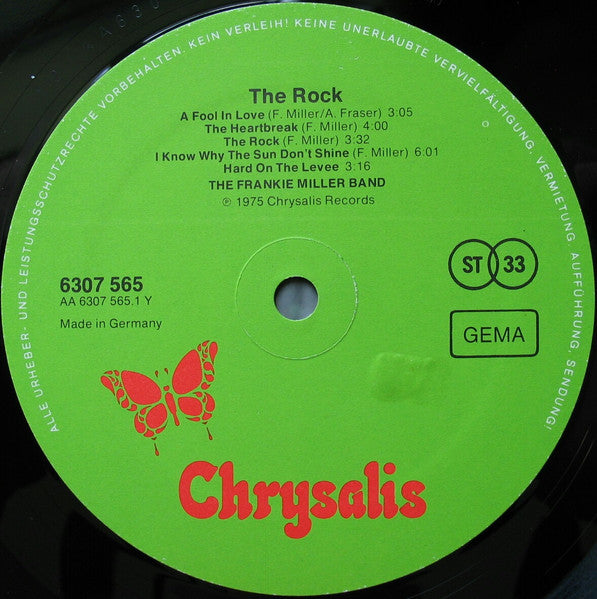 ALLE URHEBER- UND LEISTUNGSSCHUTZRECHTE VORBEHALTEN. KEIN VERLEIH! KEINE UNERLAUBTE VERVIELFÄLTIGUNG, VERMIETUNG, AUFFÜHRUNG, SENDUNG!
The Rock
A Fool In Love (F. Miller/A. Fraser) 3:05
The Heartbreak (F. Miller) 4:00
The Rock (F. Miller) 3:32
I Know Why The Sun Don't Shine (F. Miller) 6:01
Hard On The Levee 3:16
THE FRANKIE MILLER BAND
℗ 1975 Chrysalis Records
6307 565
AA 6307 565.1 Y
Made in Germany
ST 33
GEMA
Chrysalis